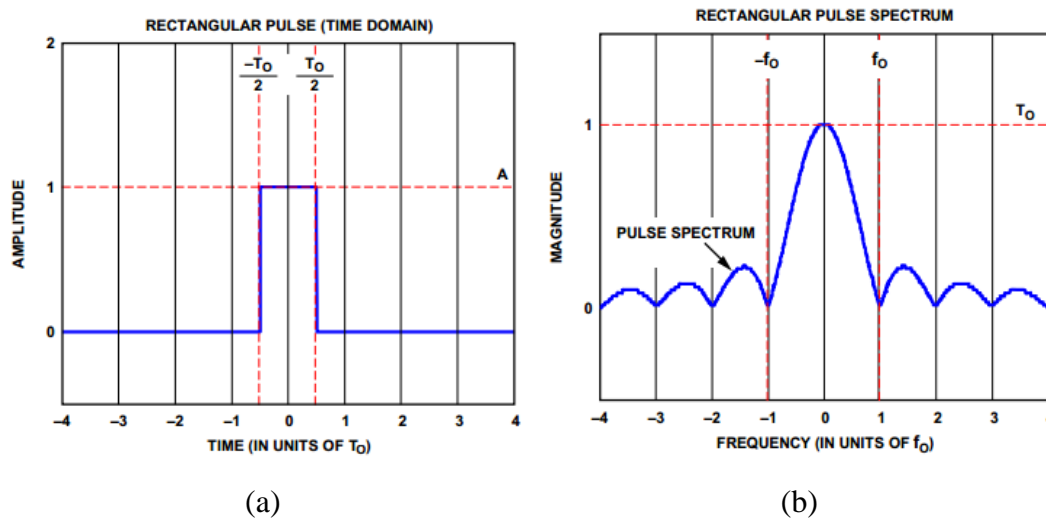 RECTANGULAR PULSE (TIME DOMAIN)
2
–TO
2
TO
2
A
1
0
AMPLITUDE
–4 –3 –2 –1 0 1 2 3 4
TIME (IN UNITS OF TO)
(a)
RECTANGULAR PULSE SPECTRUM
–fO
fO
TO
1
PULSE SPECTRUM
0
MAGNITUDE
–4 –3 –2 –1 0 1 2 3 4
FREQUENCY (IN UNITS OF fO)
(b)